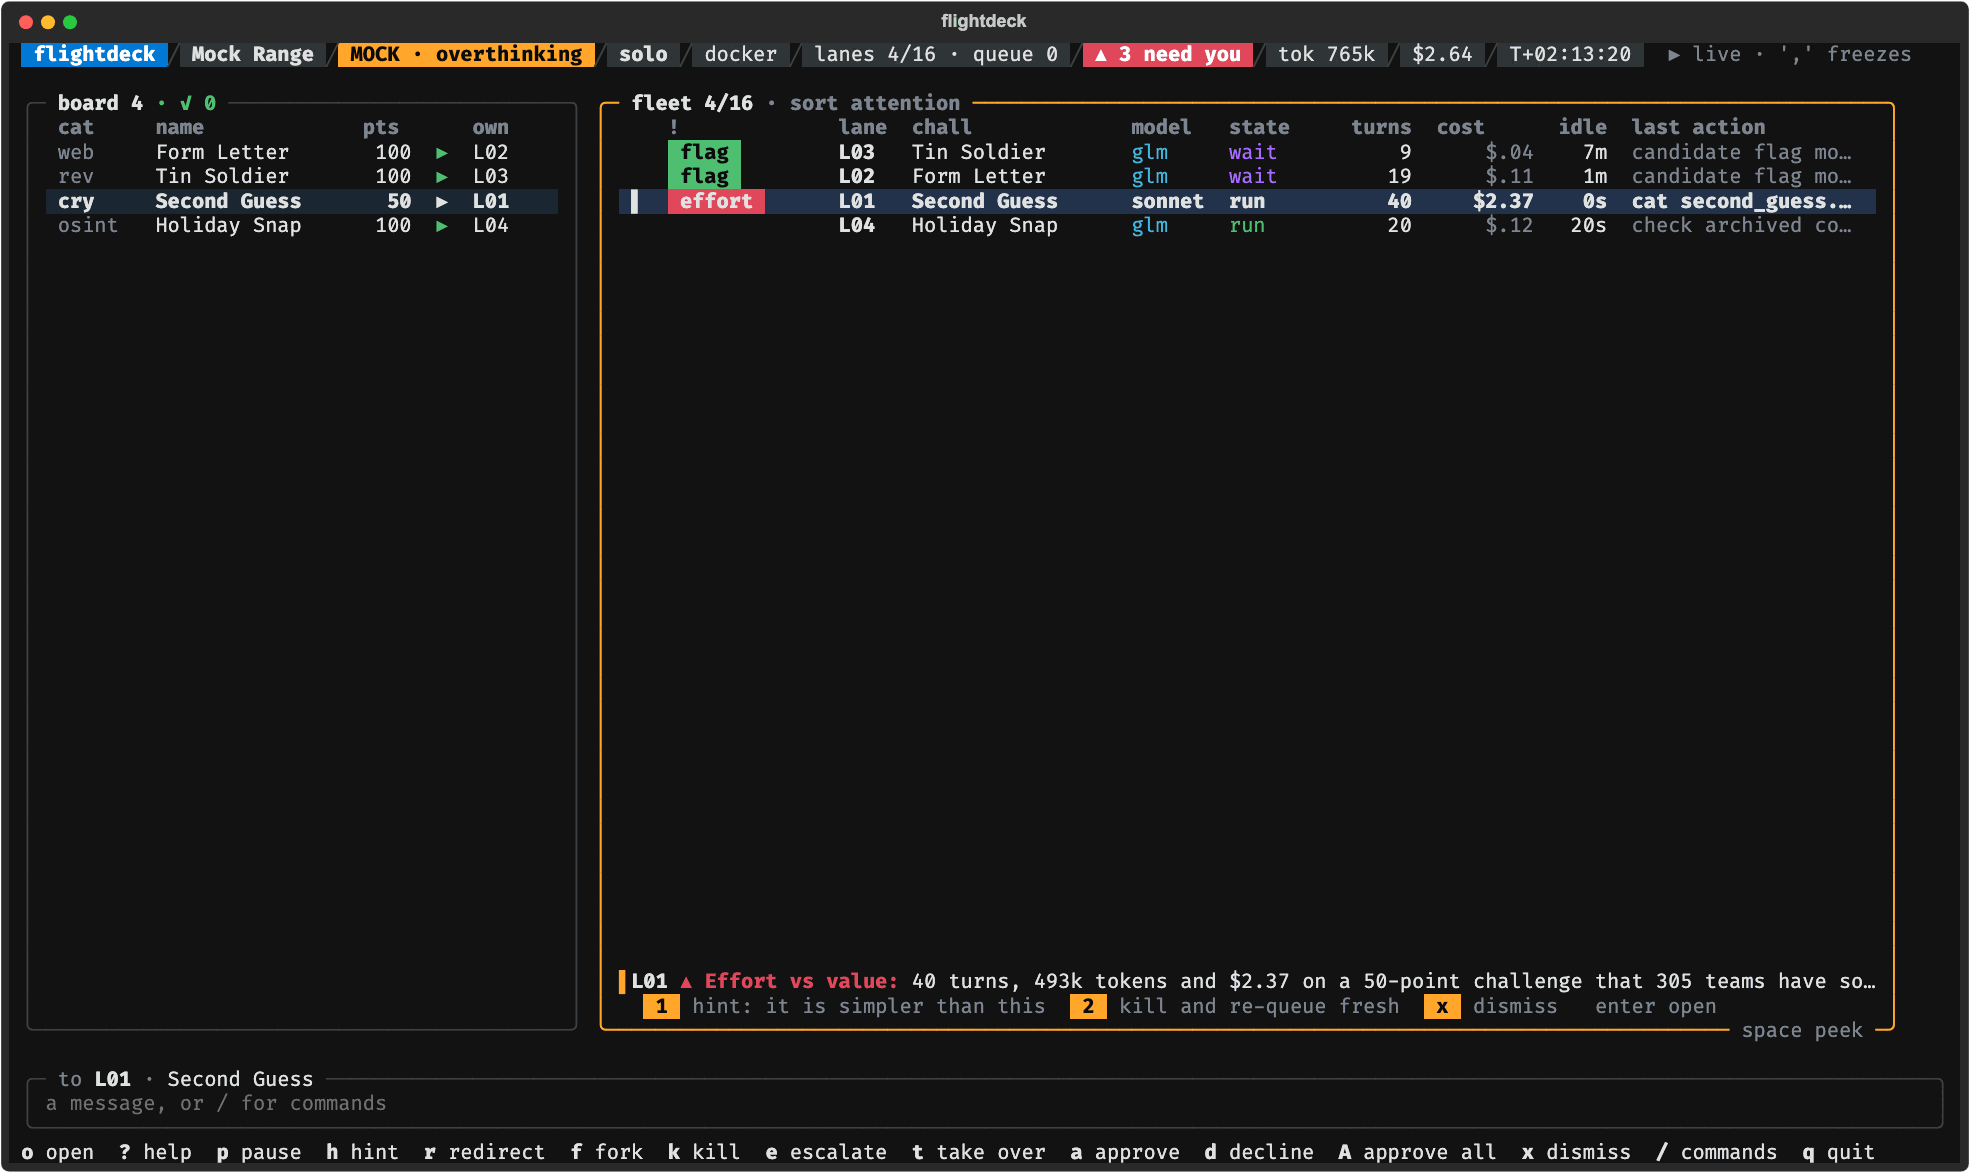 flightdeck
flightdeck / Mock Range / MOCK · overthinking / solo / docker / lanes 4/16 · queue 0 / ▲ 3 need you / tok 765k / $2.64 / T+02:13:20 ▶ live · ',' freezes
board 4 · √ 0
cat name pts own
web Form Letter 100 ▶ L02
rev Tin Soldier 100 ▶ L03
cry Second Guess 50 ▶ L01
osint Holiday Snap 100 ▶ L04
fleet 4/16 · sort attention
! lane chall model state turns cost idle last action
flag L03 Tin Soldier glm wait 9 $.04 7m candidate flag mo…
flag L02 Form Letter glm wait 19 $.11 1m candidate flag mo…
effort L01 Second Guess sonnet run 40 $2.37 0s cat second_guess.…
L04 Holiday Snap glm run 20 $.12 20s check archived co…
L01 ▲ Effort vs value: 40 turns, 493k tokens and $2.37 on a 50-point challenge that 305 teams have so…
1 hint: it is simpler than this 2 kill and re-queue fresh x dismiss enter open
space peek
to L01 · Second Guess
a message, or / for commands
o open ? help p pause h hint r redirect f fork k kill e escalate t take over a approve d decline A approve all x dismiss / commands q quit